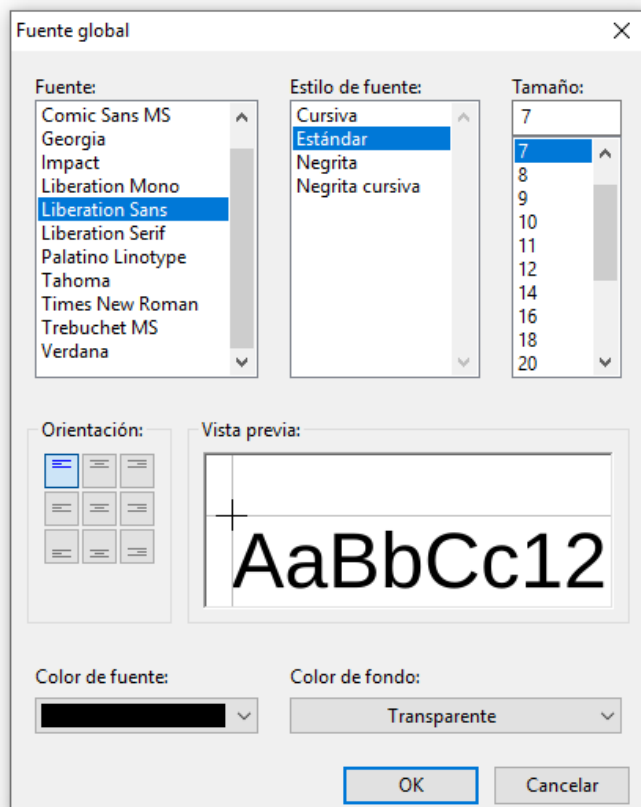 Fuente global
Fuente:
Comic Sans MS
Georgia
Impact
Liberation Mono
Liberation Sans
Liberation Serif
Palatino Linotype
Tahoma
Times New Roman
Trebuchet MS
Verdana
Estilo de fuente:
Cursiva
Estándar
Negrita
Negrita cursiva
Tamaño:
7
7
8
9
10
11
12
14
16
18
20
Orientación:
Vista previa:
AaBbCc12
Color de fuente:
Color de fondo:
Transparente
OK
Cancelar